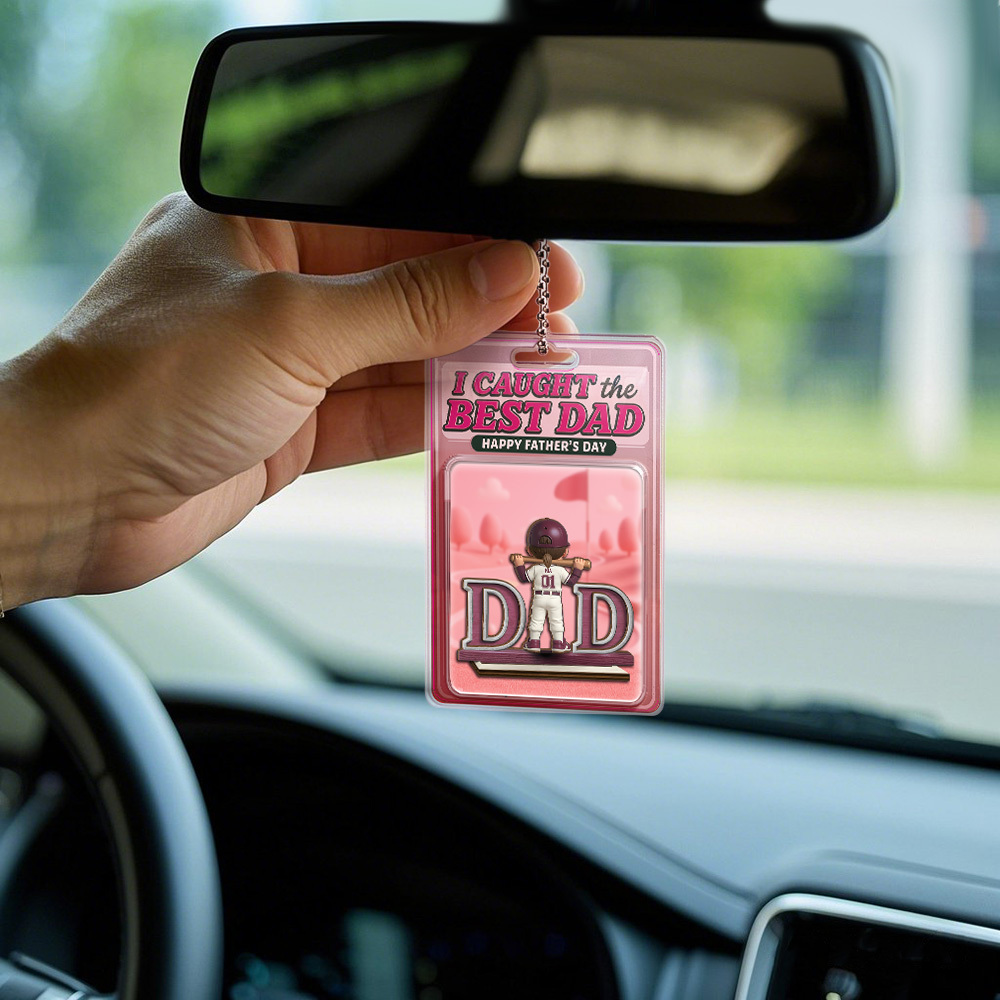 I CAUGHT the
BEST DAD
HAPPY FATHER'S DAY
01
DAD